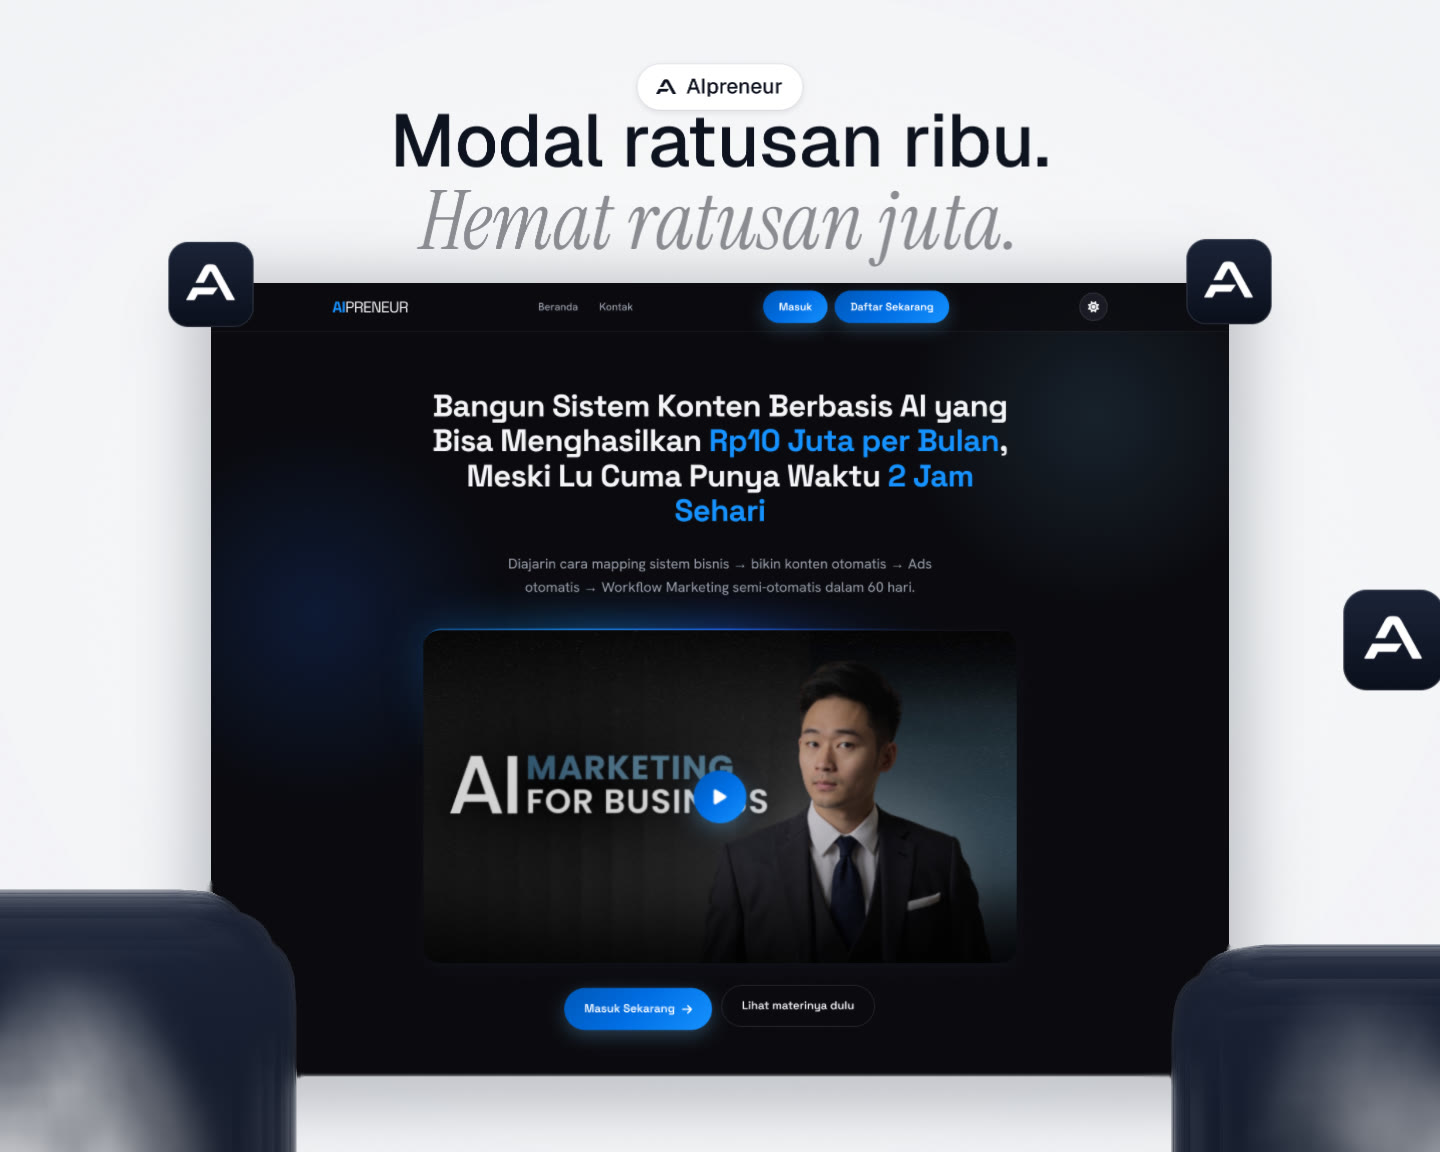 AIpreneur
Modal ratusan ribu.
Hemat ratusan juta.
AIPRENEUR
Beranda
Kontak
Masuk
Daftar Sekarang
Bangun Sistem Konten Berbasis AI yang
Bisa Menghasilkan Rp10 Juta per Bulan,
Meski Lu Cuma Punya Waktu 2 Jam
Sehari
Diajarin cara mapping sistem bisnis → bikin konten otomatis → Ads
otomatis → Workflow Marketing semi-otomatis dalam 60 hari.
AI MARKETING
FOR BUSINESS
Masuk Sekarang →
Lihat materinya dulu